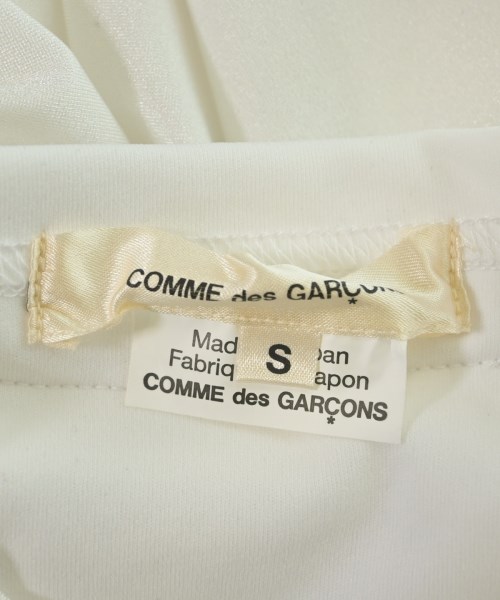 COMME des GARÇONS
S
Mad pan
Fabriq apon
COMME des GARÇONS